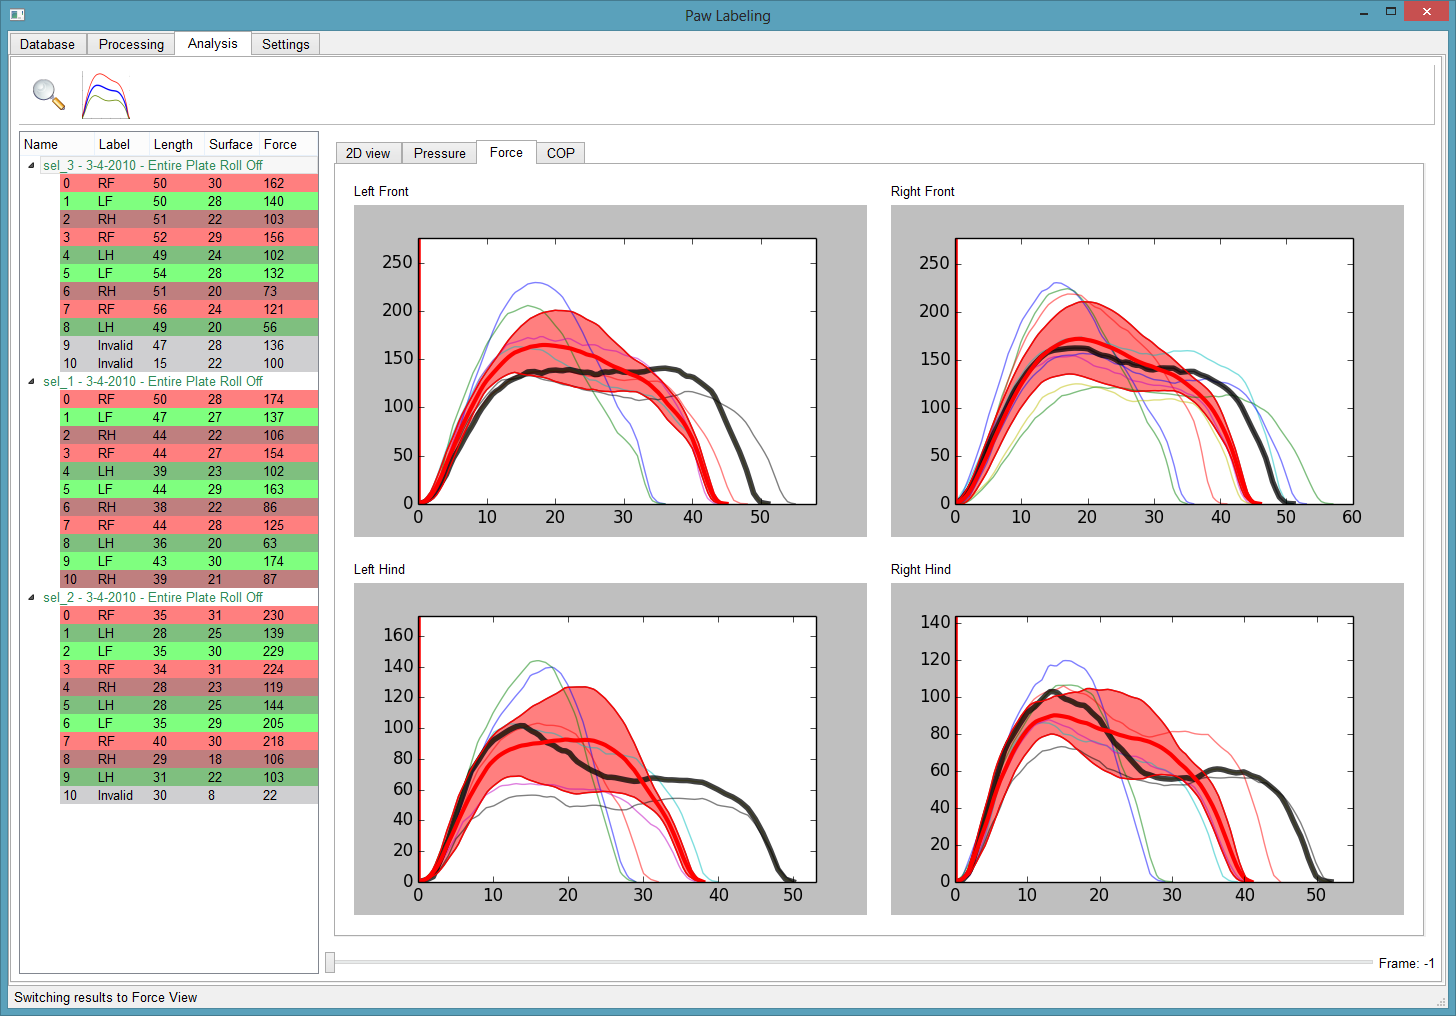 Paw Labeling
Database Processing Analysis Settings
Name Label Length Surface Force
sel_3 - 3-4-2010 - Entire Plate Roll Off
0 RF 50 30 162
1 LF 50 28 140
2 RH 51 22 103
3 RF 52 29 156
4 LH 49 24 102
5 LF 54 28 132
6 RH 51 20 73
7 RF 56 24 121
8 LH 49 20 56
9 Invalid 47 28 136
10 Invalid 15 22 100
sel_1 - 3-4-2010 - Entire Plate Roll Off
0 RF 50 28 174
1 LF 47 27 137
2 RH 44 22 106
3 RF 44 27 154
4 LH 39 23 102
5 LF 44 29 163
6 RH 38 22 86
7 RF 44 28 125
8 LH 36 20 63
9 LF 43 30 174
10 RH 39 21 87
sel_2 - 3-4-2010 - Entire Plate Roll Off
0 RF 35 31 230
1 LH 28 25 139
2 LF 35 30 229
3 RF 34 31 224
4 RH 28 23 119
5 LH 28 25 144
6 LF 35 29 205
7 RF 40 30 218
8 RH 29 18 106
9 LH 31 22 103
10 Invalid 30 8 22
2D view Pressure Force COP
Left Front
250
200
150
100
50
0
0 10 20 30 40 50
Right Front
250
200
150
100
50
0
0 10 20 30 40 50 60
Left Hind
160
140
120
100
80
60
40
20
0
0 10 20 30 40 50
Right Hind
140
120
100
80
60
40
20
0
0 10 20 30 40 50
Frame: -1
Switching results to Force View